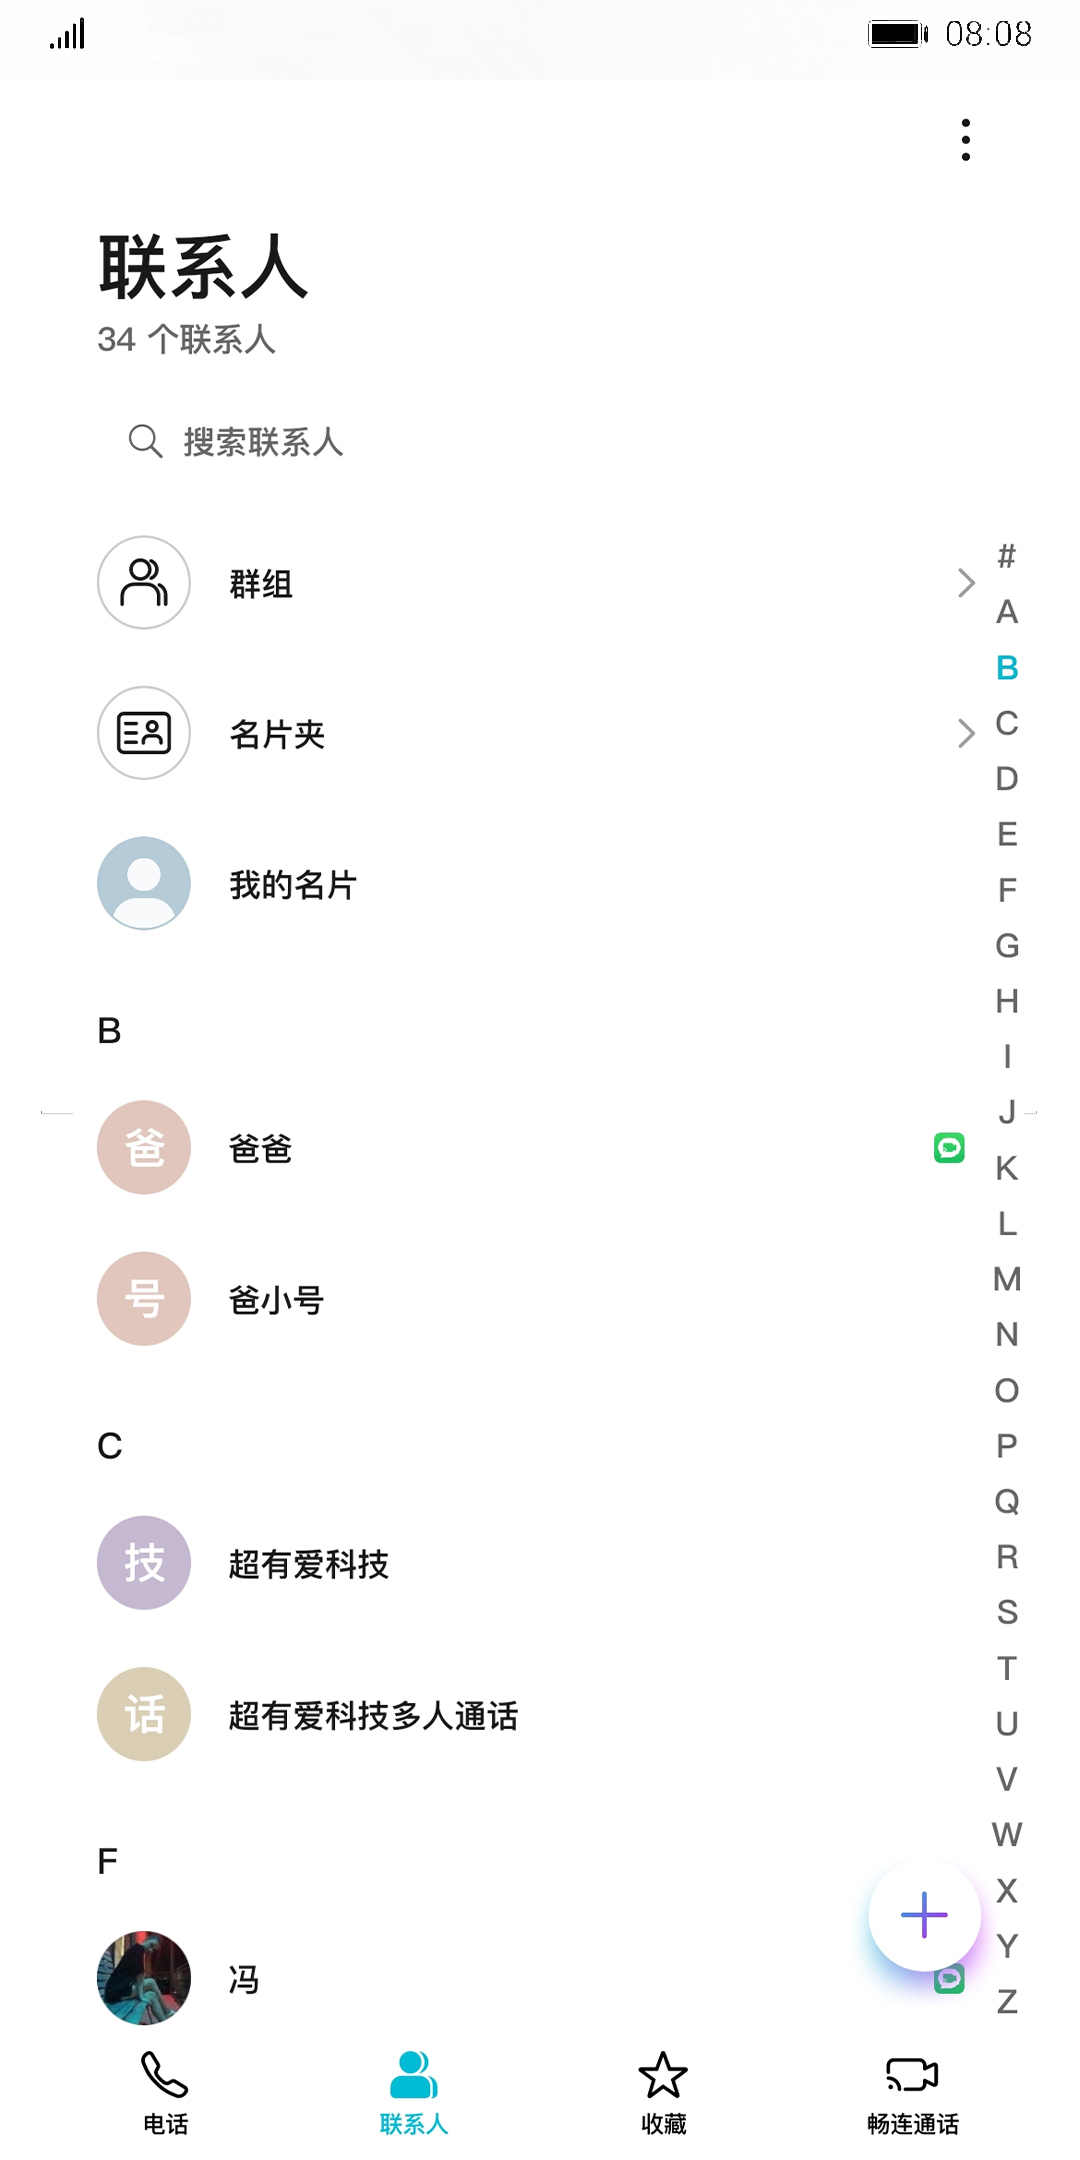 08:08
联系人
34 个联系人
搜索联系人
群组
名片夹
我的名片
B
爸 爸爸
号 爸小号
C
技 超有爱科技
话 超有爱科技多人通话
F
冯
#
A
B
C
D
E
F
G
H
I
J
K
L
M
N
O
P
Q
R
S
T
U
V
W
X
Y
Z
电话 联系人 收藏 畅连通话